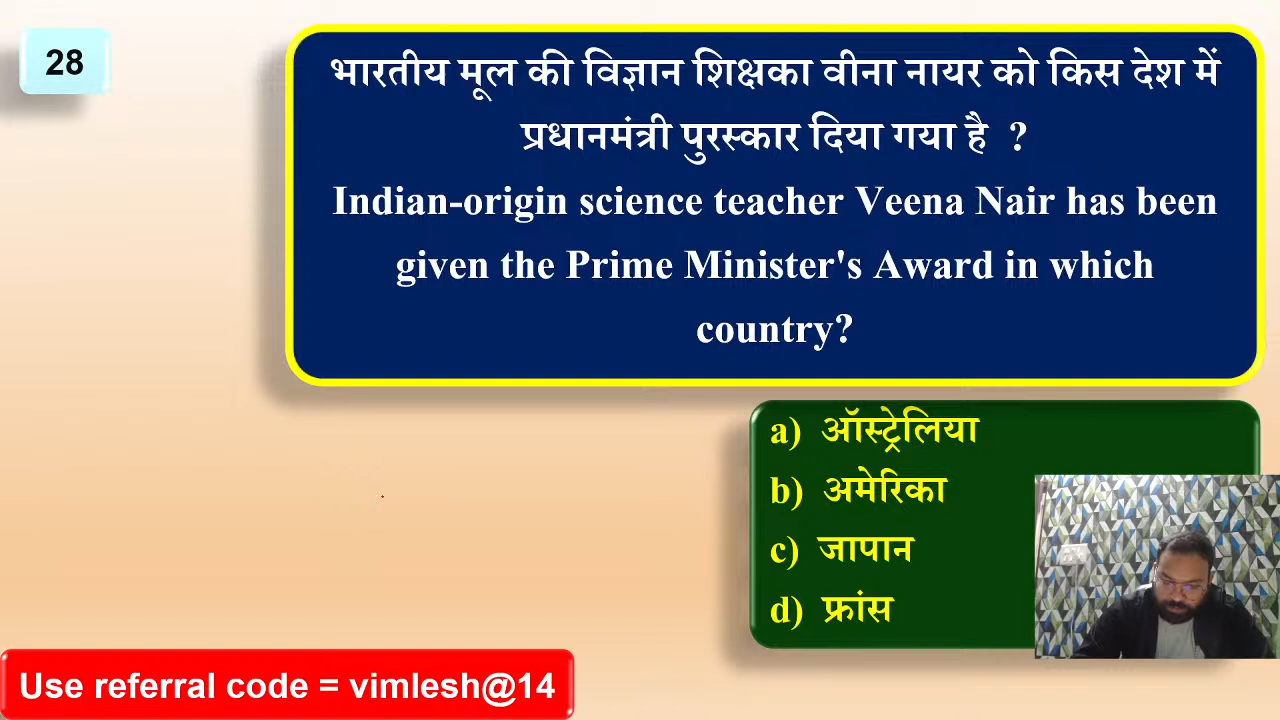 28
भारतीय मूल की विज्ञान शिक्षका वीना नायर को किस देश में
प्रधानमंत्री पुरस्कार दिया गया है ?
Indian-origin science teacher Veena Nair has been
given the Prime Minister's Award in which
country?
a) ऑस्ट्रेलिया
b) अमेरिका
c) जापान
d) फ्रांस
Use referral code = vimlesh@14